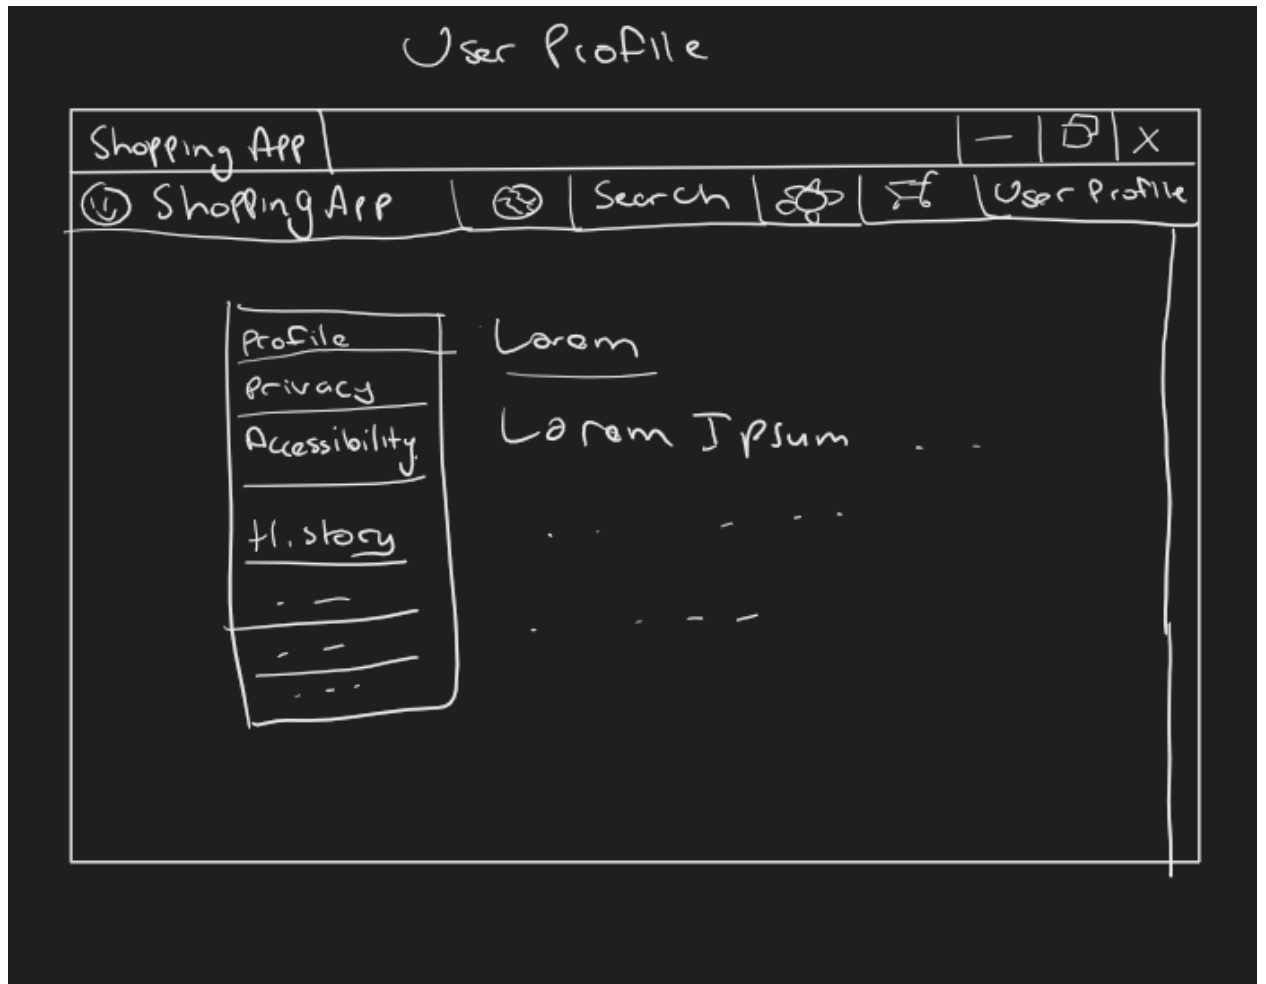 User Profile
Shopping App
X
Shopping App Search User Profile
Profile
Privacy
Accessibility
History
Lorem
Lorem Ipsum . .